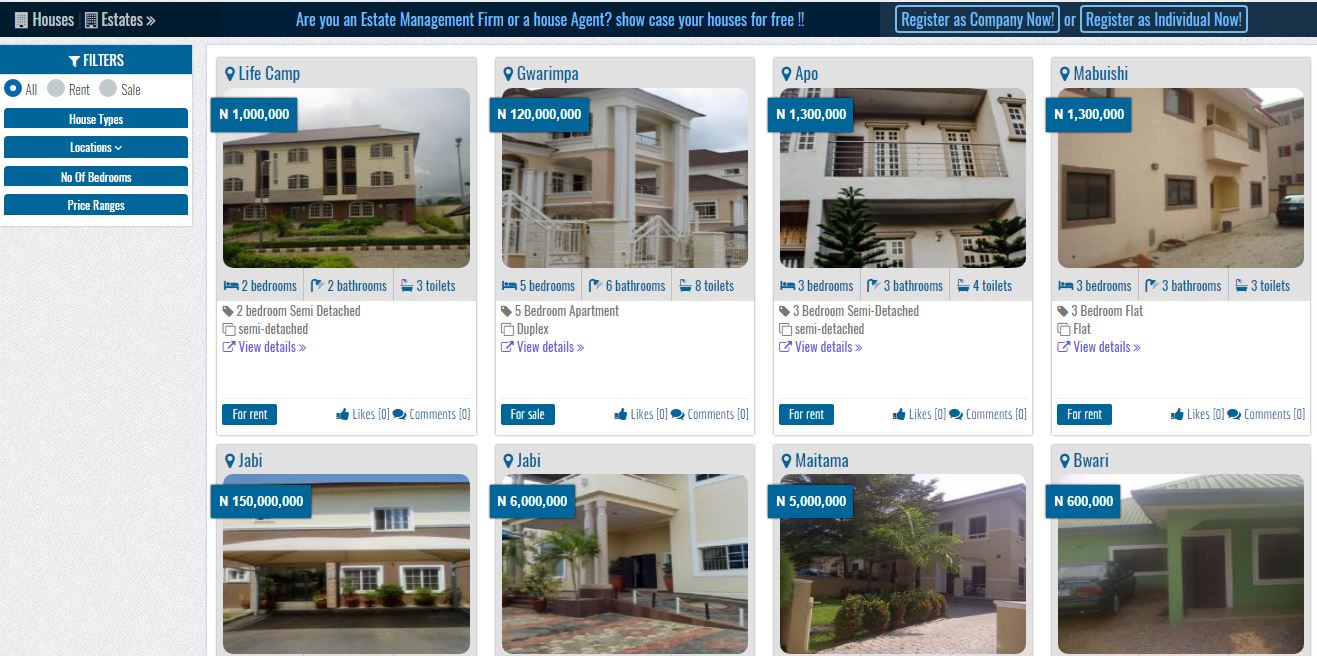 Houses Estates »
Are you an Estate Management Firm or a house Agent? show case your houses for free !!
Register as Company Now! or Register as Individual Now!
FILTERS
All Rent Sale
House Types
Locations
No Of Bedrooms
Price Ranges
Life Camp
N 1,000,000
2 bedrooms 2 bathrooms 3 toilets
2 bedroom Semi Detached
semi-detached
View details »
For rent Likes [0] Comments [0]
Gwarimpa
N 120,000,000
5 bedrooms 6 bathrooms 8 toilets
5 Bedroom Apartment
Duplex
View details »
For sale Likes [0] Comments [0]
Apo
N 1,300,000
3 bedrooms 3 bathrooms 4 toilets
3 Bedroom Semi-Detached
semi-detached
View details »
For rent Likes [0] Comments [0]
Mabuishi
N 1,300,000
3 bedrooms 3 bathrooms 3 toilets
3 Bedroom Flat
Flat
View details »
For rent Likes [0] Comments [0]
Jabi
N 150,000,000
Jabi
N 6,000,000
Maitama
N 5,000,000
Bwari
N 600,000